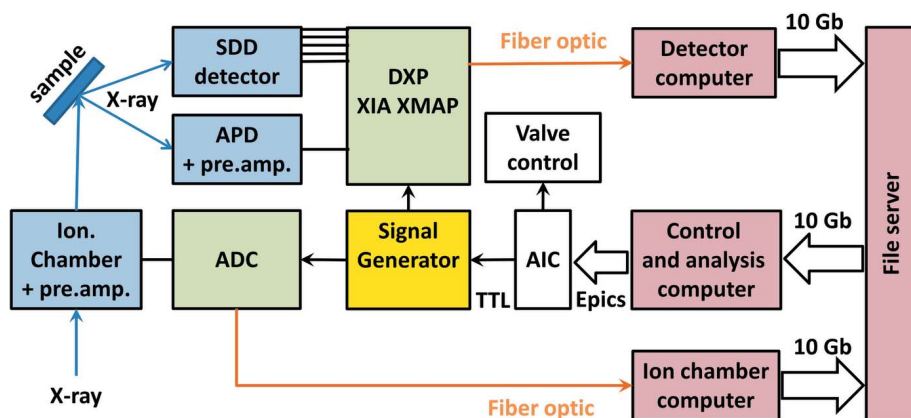 SDD
detector
DXP
XIA XMAP
Fiber optic
Detector
computer
10 Gb
sample
X-ray
APD
+ pre.amp.
Valve
control
File server
Ion.
Chamber
+ pre.amp.
ADC
Signal
Generator
TTL
AIC
Epics
Control
and analysis
computer
10 Gb
X-ray
Fiber optic
Ion chamber
computer
10 Gb